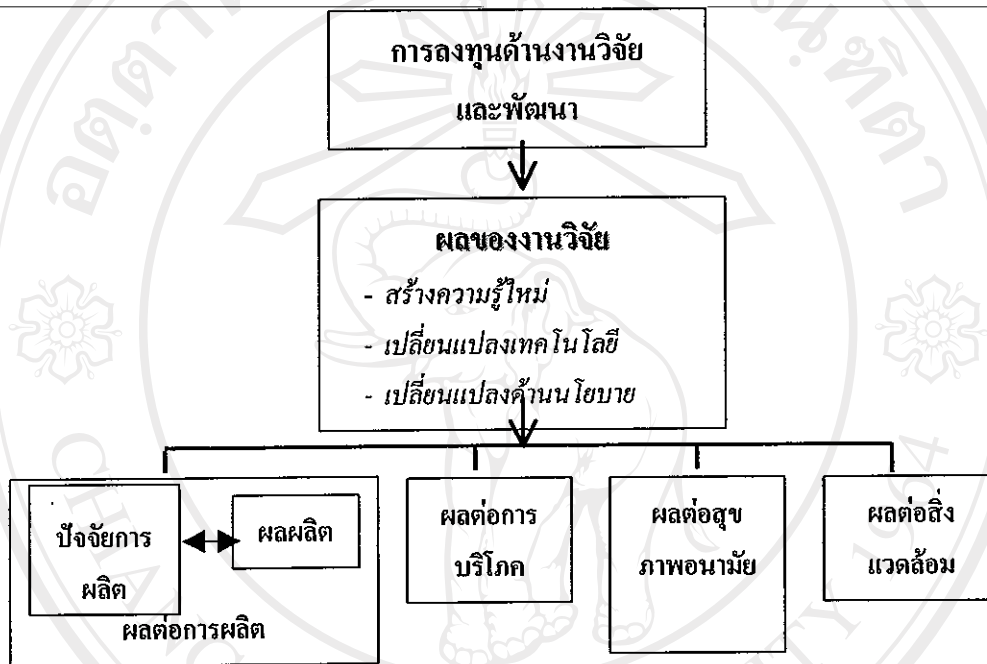 การลงทุนด้านงานวิจัย
และพัฒนา
ผลของงานวิจัย
- สร้างความรู้ใหม่
- เปลี่ยนแปลงเทคโนโลยี
- เปลี่ยนแปลงด้านนโยบาย
ปัจจัยการ
ผลิต
ผลผลิต
ผลต่อการผลิต
ผลต่อการ
บริโภค
ผลต่อสุข
ภาพอนามัย
ผลต่อสิ่ง
แวดล้อม